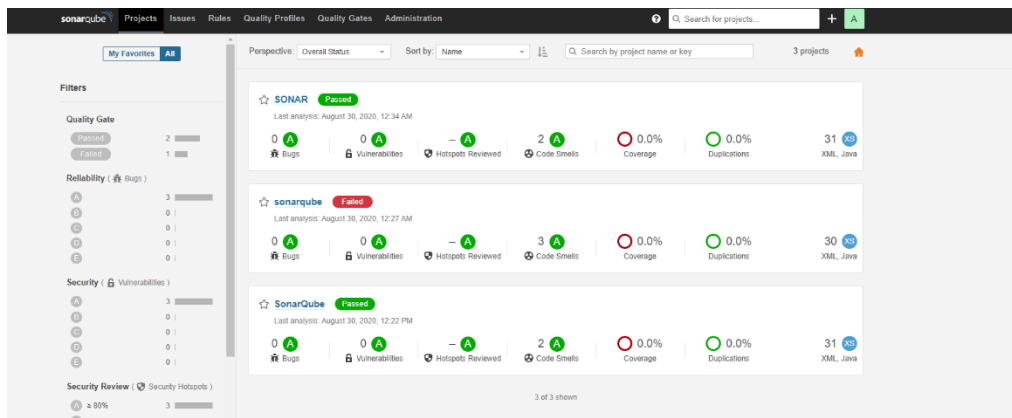 sonarqube Projects Issues Rules Quality Profiles Quality Gates Administration ? Search for projects... + A
My Favorites All
Perspective: Overall Status Sort by: Name Search by project name or key 3 projects
Filters
Quality Gate
Passed 2
Failed 1
Reliability ( Bugs )
A 3
B 0
C 0
D 0
E 0
Security ( Vulnerabilities )
A 3
B 0
C 0
D 0
E 0
Security Review ( Security Hotspots )
A ≥ 80% 3
SONAR Passed
Last analysis: August 30, 2020, 12:34 AM
0 A 0 A – A 2 A 0.0% 0.0% 31 XS
Bugs Vulnerabilities Hotspots Reviewed Code Smells Coverage Duplications XML, Java
sonarqube Failed
Last analysis: August 30, 2020, 12:27 AM
0 A 0 A – A 3 A 0.0% 0.0% 30 XS
Bugs Vulnerabilities Hotspots Reviewed Code Smells Coverage Duplications XML, Java
SonarQube Passed
Last analysis: August 30, 2020, 12:22 PM
0 A 0 A – A 2 A 0.0% 0.0% 31 XS
Bugs Vulnerabilities Hotspots Reviewed Code Smells Coverage Duplications XML, Java
3 of 3 shown